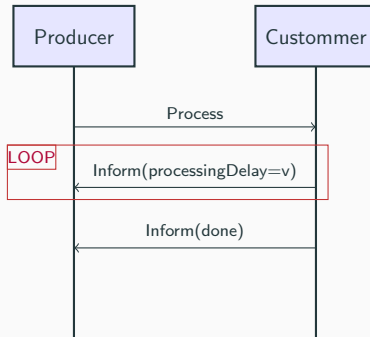 Producer
Custommer
Process
LOOP
Inform(processingDelay=v)
Inform(done)